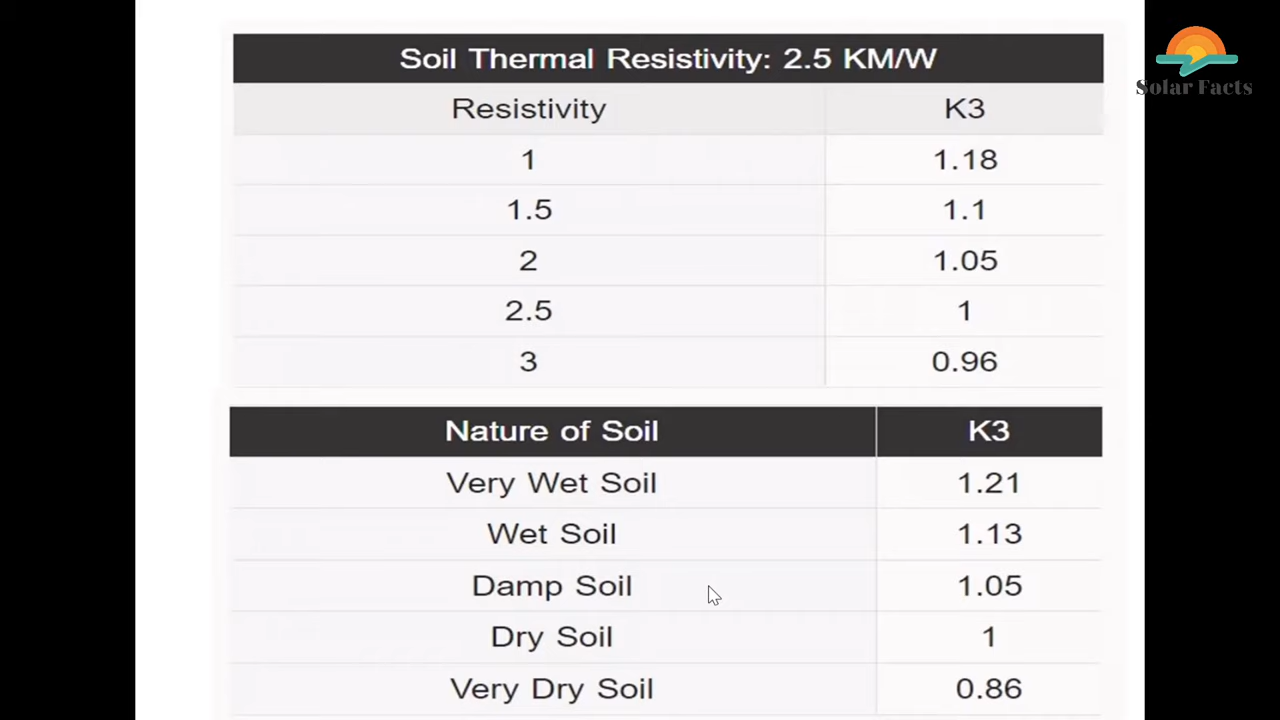 Soil Thermal Resistivity: 2.5 KM/W
Solar Facts
Resistivity K3
1 1.18
1.5 1.1
2 1.05
2.5 1
3 0.96
Nature of Soil K3
Very Wet Soil 1.21
Wet Soil 1.13
Damp Soil 1.05
Dry Soil 1
Very Dry Soil 0.86